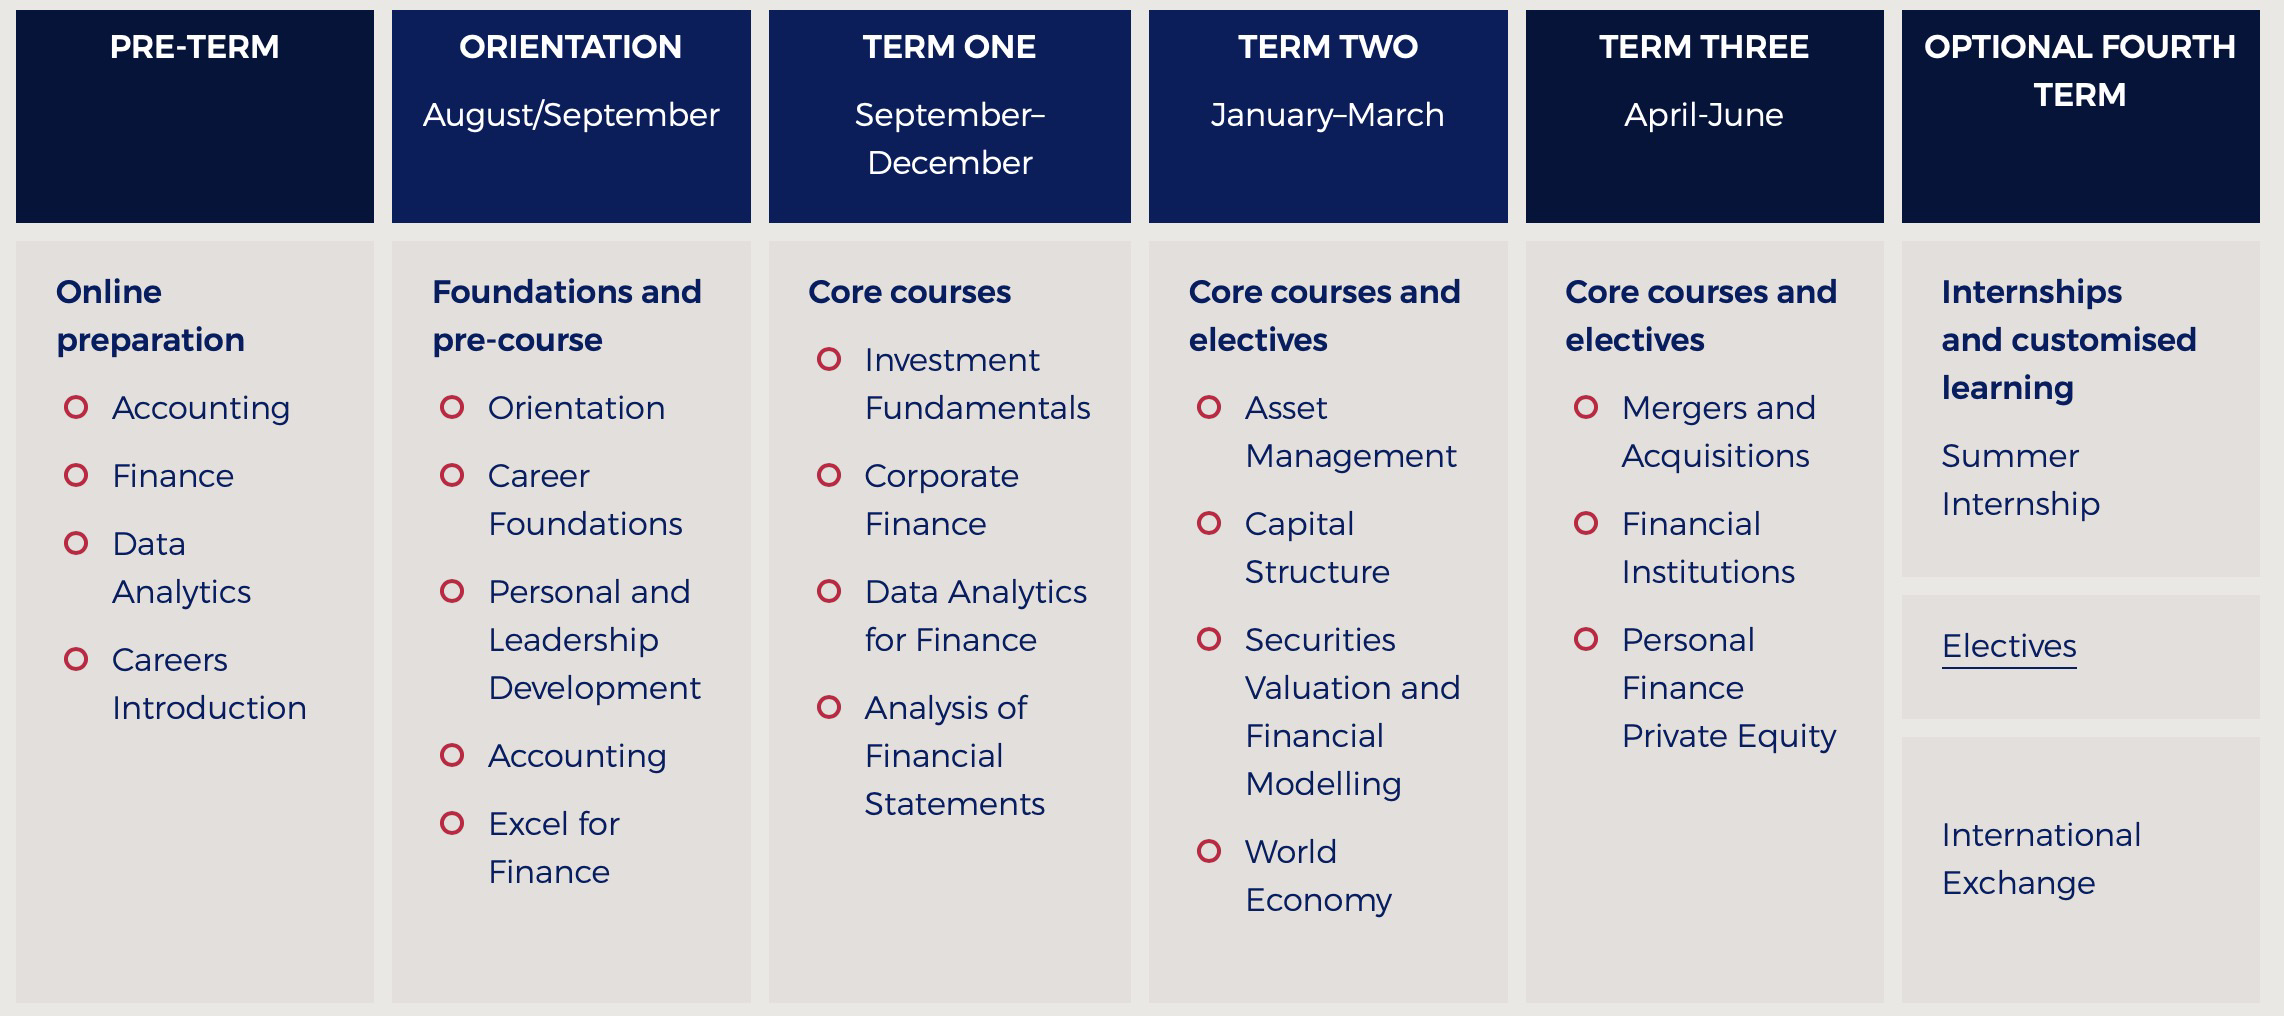 PRE-TERM
ORIENTATION
August/September
TERM ONE
September–
December
TERM TWO
January–March
TERM THREE
April-June
OPTIONAL FOURTH
TERM
Online
preparation
Accounting
Finance
Data
Analytics
Careers
Introduction
Foundations and
pre-course
Orientation
Career
Foundations
Personal and
Leadership
Development
Accounting
Excel for
Finance
Core courses
Investment
Fundamentals
Corporate
Finance
Data Analytics
for Finance
Analysis of
Financial
Statements
Core courses and
electives
Asset
Management
Capital
Structure
Securities
Valuation and
Financial
Modelling
World
Economy
Core courses and
electives
Mergers and
Acquisitions
Financial
Institutions
Personal
Finance
Private Equity
Internships
and customised
learning
Summer
Internship
Electives
International
Exchange